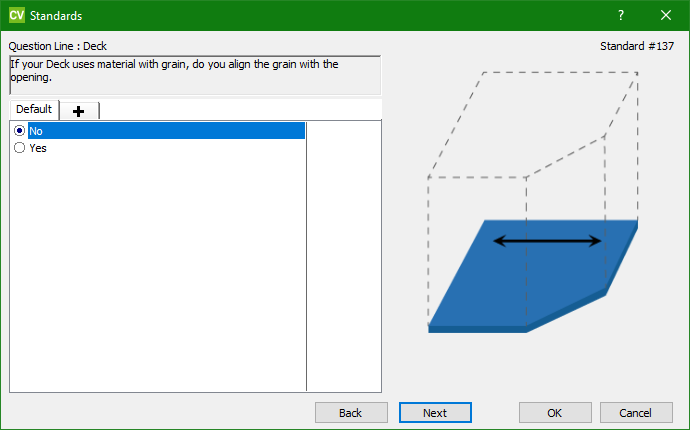 CV Standards ? ×
Question Line : Deck Standard #137
If your Deck uses material with grain, do you align the grain with the
opening.
Default +
No
Yes
Back Next OK Cancel